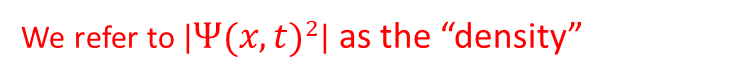 We refer to |Ψ(x, t)²| as the “density”